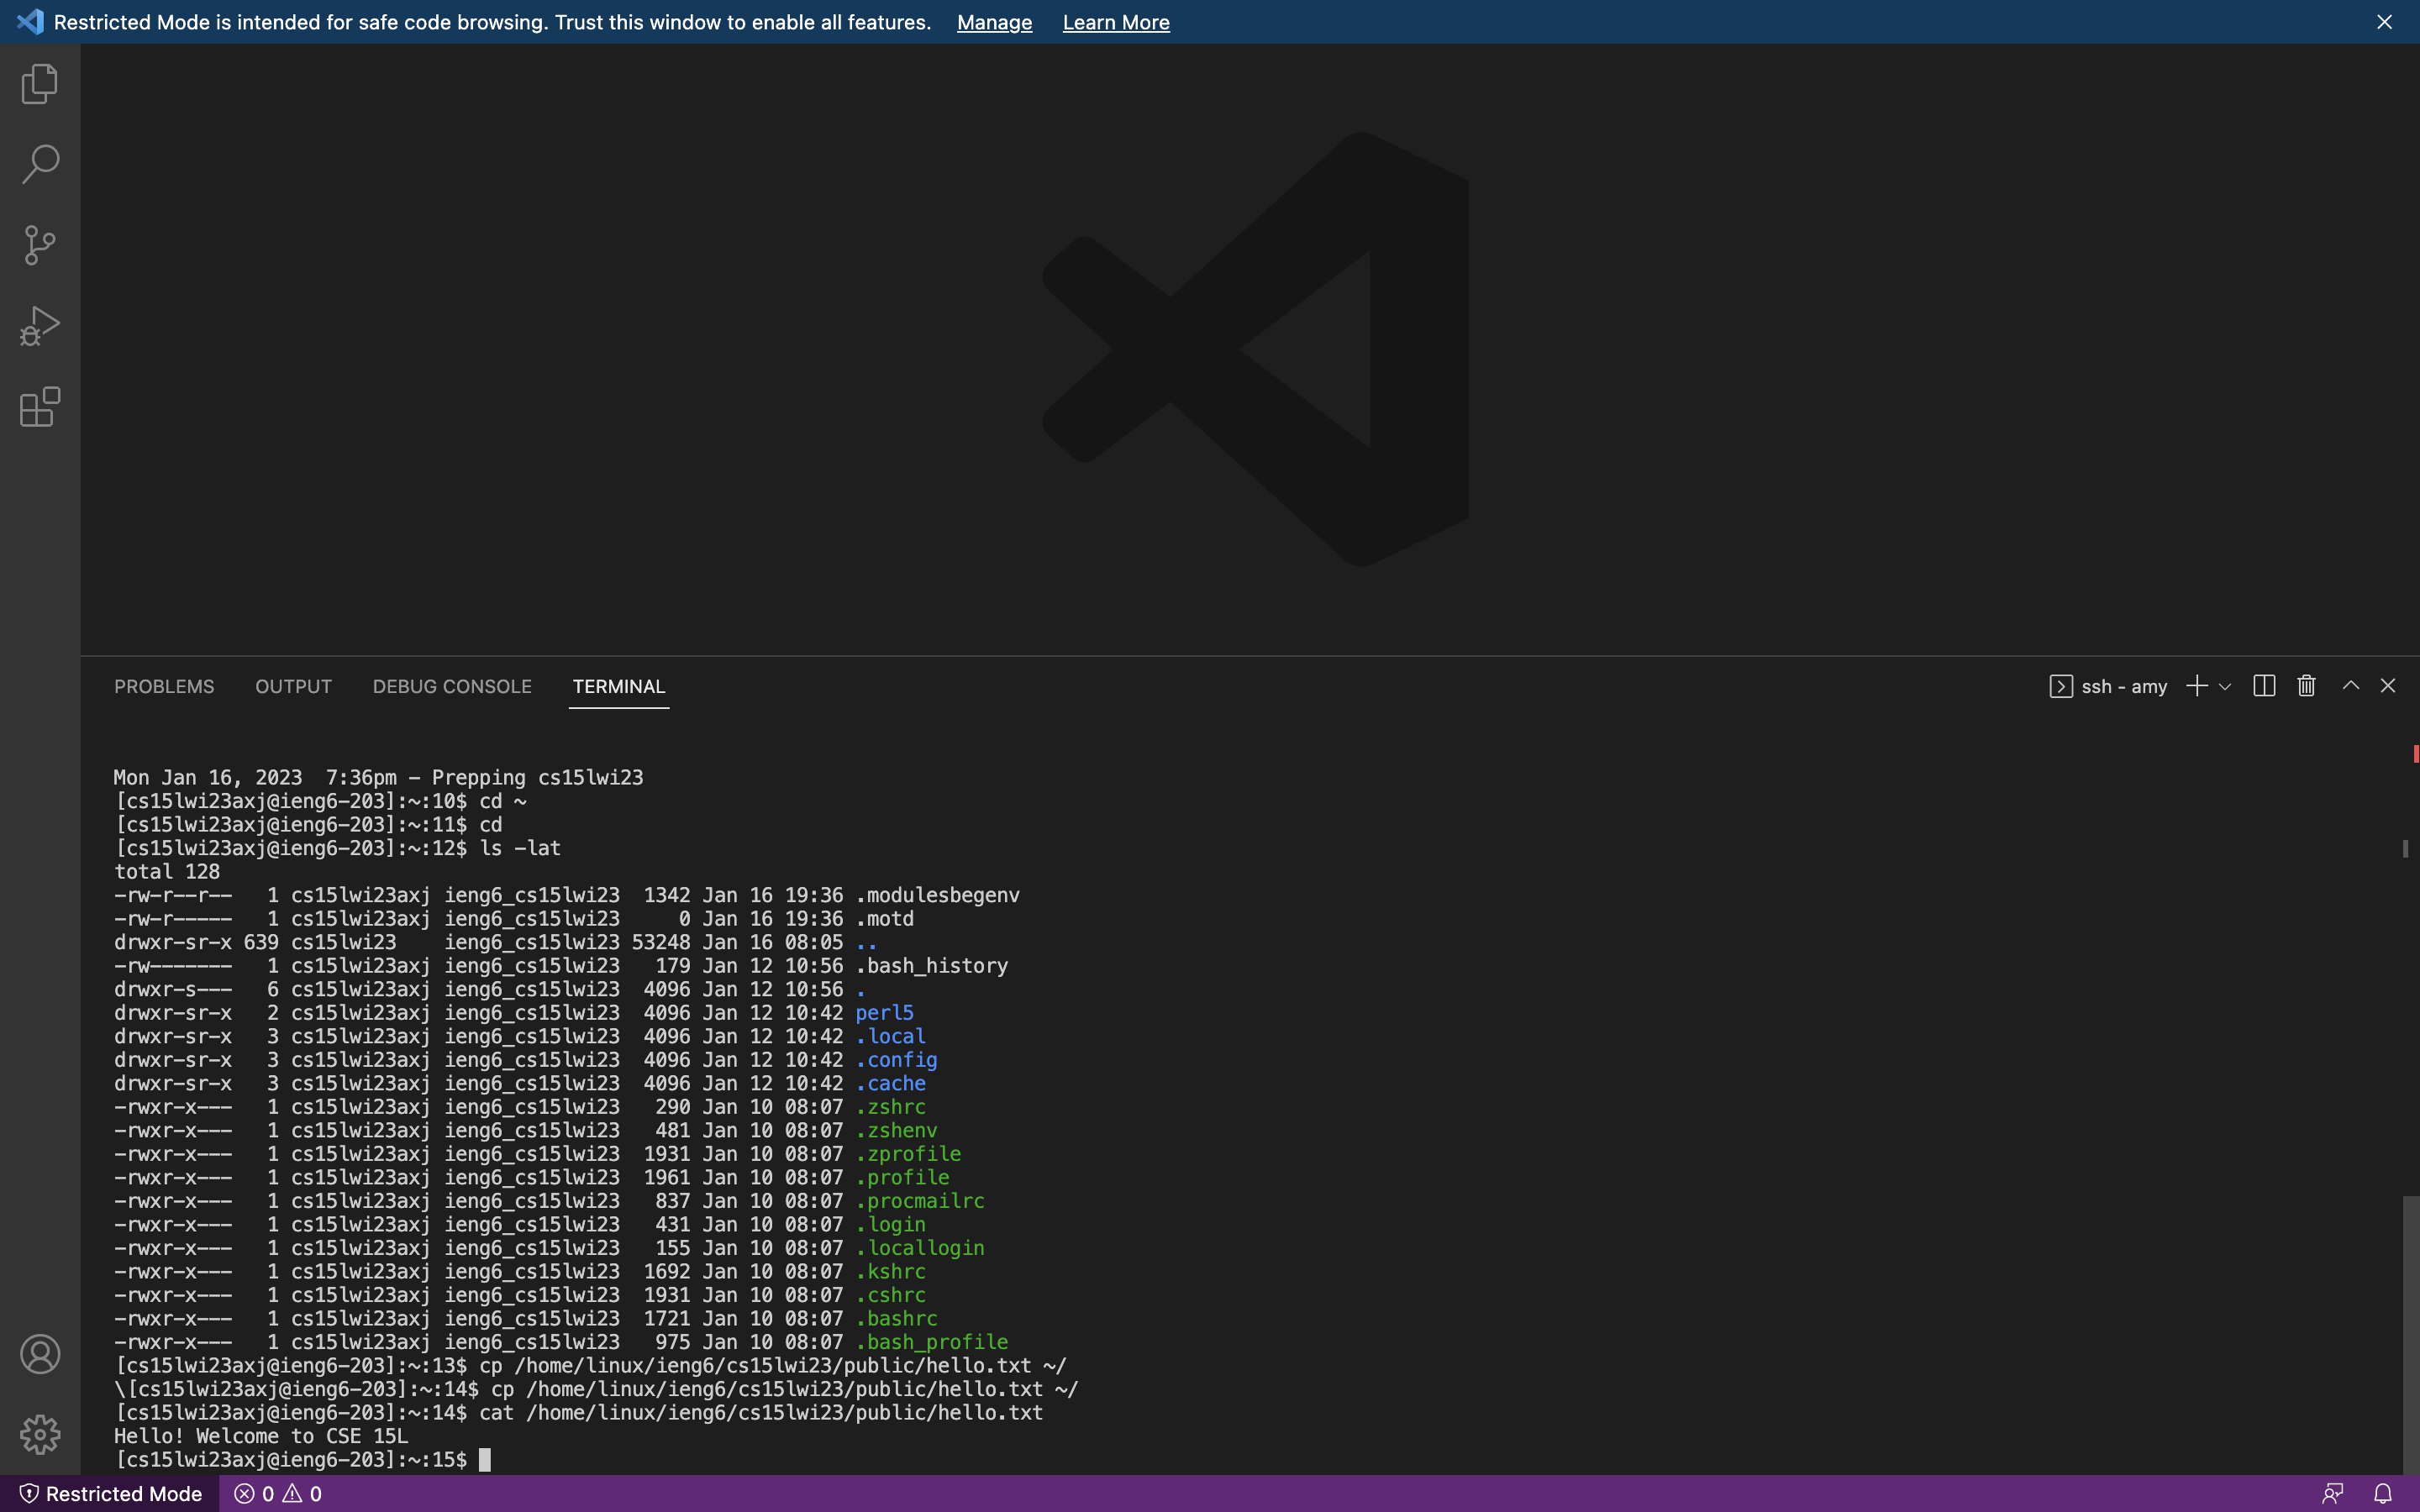 Restricted Mode is intended for safe code browsing. Trust this window to enable all features. Manage Learn More
PROBLEMS OUTPUT DEBUG CONSOLE TERMINAL ssh - amy
Mon Jan 16, 2023  7:36pm - Prepping cs15lwi23
[cs15lwi23axj@ieng6-203]:~:10$ cd ~
[cs15lwi23axj@ieng6-203]:~:11$ cd
[cs15lwi23axj@ieng6-203]:~:12$ ls -lat
total 128
-rw-r--r--   1 cs15lwi23axj ieng6_cs15lwi23  1342 Jan 16 19:36 .modulesbegenv
-rw-r-----   1 cs15lwi23axj ieng6_cs15lwi23     0 Jan 16 19:36 .motd
drwxr-sr-x 639 cs15lwi23    ieng6_cs15lwi23 53248 Jan 16 08:05 ..
-rw-------   1 cs15lwi23axj ieng6_cs15lwi23   179 Jan 12 10:56 .bash_history
drwxr-s---   6 cs15lwi23axj ieng6_cs15lwi23  4096 Jan 12 10:56 .
drwxr-sr-x   2 cs15lwi23axj ieng6_cs15lwi23  4096 Jan 12 10:42 perl5
drwxr-sr-x   3 cs15lwi23axj ieng6_cs15lwi23  4096 Jan 12 10:42 .local
drwxr-sr-x   3 cs15lwi23axj ieng6_cs15lwi23  4096 Jan 12 10:42 .config
drwxr-sr-x   3 cs15lwi23axj ieng6_cs15lwi23  4096 Jan 12 10:42 .cache
-rwxr-x---   1 cs15lwi23axj ieng6_cs15lwi23   290 Jan 10 08:07 .zshrc
-rwxr-x---   1 cs15lwi23axj ieng6_cs15lwi23   481 Jan 10 08:07 .zshenv
-rwxr-x---   1 cs15lwi23axj ieng6_cs15lwi23  1931 Jan 10 08:07 .zprofile
-rwxr-x---   1 cs15lwi23axj ieng6_cs15lwi23  1961 Jan 10 08:07 .profile
-rwxr-x---   1 cs15lwi23axj ieng6_cs15lwi23   837 Jan 10 08:07 .procmailrc
-rwxr-x---   1 cs15lwi23axj ieng6_cs15lwi23   431 Jan 10 08:07 .login
-rwxr-x---   1 cs15lwi23axj ieng6_cs15lwi23   155 Jan 10 08:07 .locallogin
-rwxr-x---   1 cs15lwi23axj ieng6_cs15lwi23  1692 Jan 10 08:07 .kshrc
-rwxr-x---   1 cs15lwi23axj ieng6_cs15lwi23  1931 Jan 10 08:07 .cshrc
-rwxr-x---   1 cs15lwi23axj ieng6_cs15lwi23  1721 Jan 10 08:07 .bashrc
-rwxr-x---   1 cs15lwi23axj ieng6_cs15lwi23   975 Jan 10 08:07 .bash_profile
[cs15lwi23axj@ieng6-203]:~:13$ cp /home/linux/ieng6/cs15lwi23/public/hello.txt ~/
\[cs15lwi23axj@ieng6-203]:~:14$ cp /home/linux/ieng6/cs15lwi23/public/hello.txt ~/
[cs15lwi23axj@ieng6-203]:~:14$ cat /home/linux/ieng6/cs15lwi23/public/hello.txt
Hello! Welcome to CSE 15L
[cs15lwi23axj@ieng6-203]:~:15$
Restricted Mode 0 0